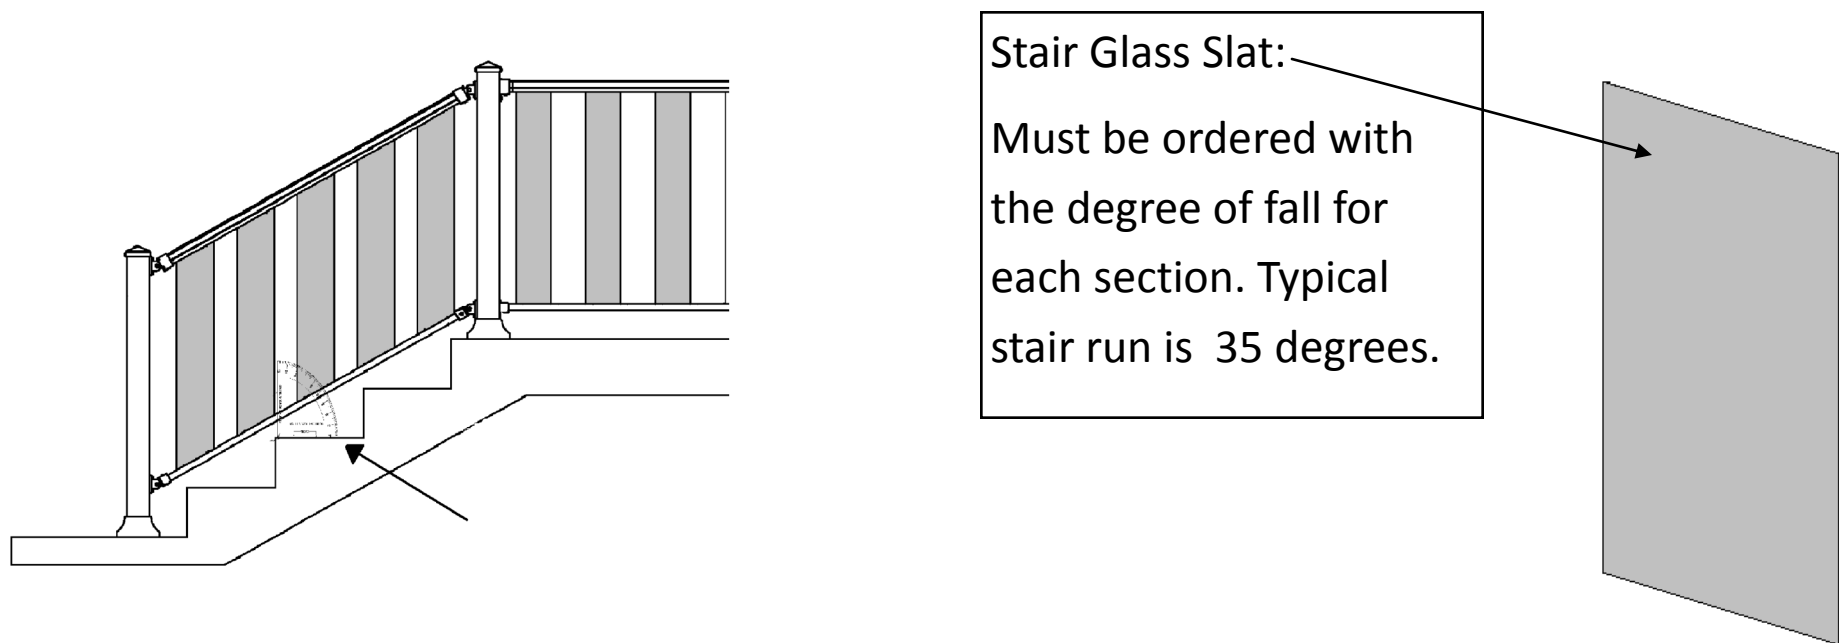 Stair Glass Slat:
Must be ordered with
the degree of fall for
each section. Typical
stair run is  35 degrees.